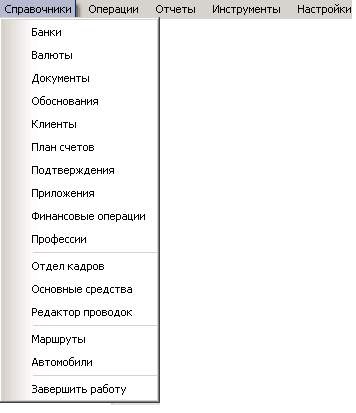 Справочники Операции Отчеты Инструменты Настройки
Банки
Валюты
Документы
Обоснования
Клиенты
План счетов
Подтверждения
Приложения
Финансовые операции
Профессии
Отдел кадров
Основные средства
Редактор проводок
Маршруты
Автомобили
Завершить работу